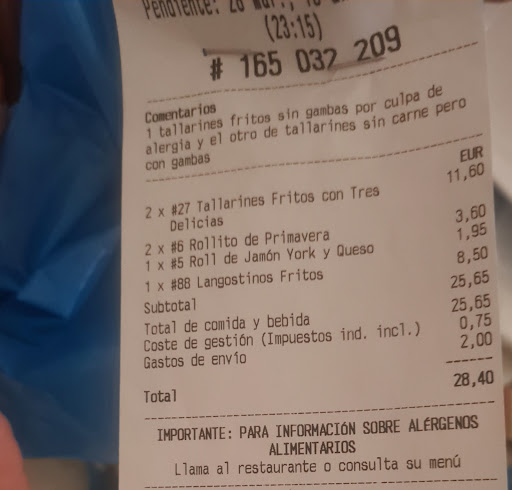 Pendiente: 28
(23:15)
# 165 032 209
Comentarios
1 tallarines fritos sin gambas por culpa de
alergia y el otro de tallarines sin carne pero
con gambas
EUR
2 x #27 Tallarines Fritos con Tres 11,60
Delicias
2 x #6 Rollito de Primavera 3,60
1 x #5 Roll de Jamón York y Queso 1,95
1 x #88 Langostinos Fritos 8,50
Subtotal 25,65
Total de comida y bebida 25,65
Coste de gestión (Impuestos ind. incl.) 0,75
Gastos de envío 2,00
Total 28,40
IMPORTANTE: PARA INFORMACIÓN SOBRE ALÉRGENOS
ALIMENTARIOS
Llama al restaurante o consulta su menú